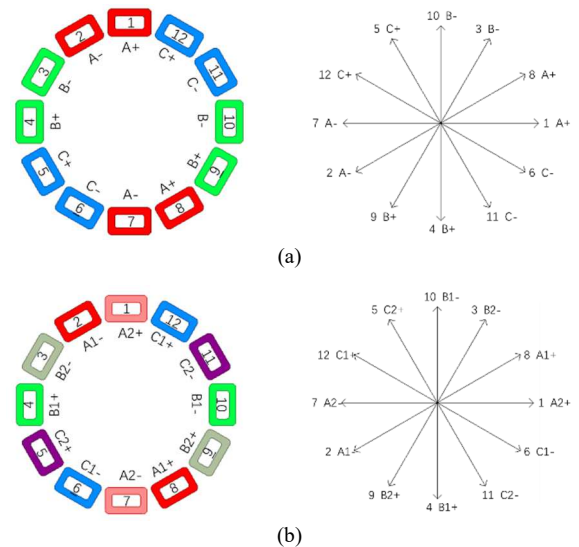 1 A+
12 C+
11 C-
10 B-
9 B+
8 A+
7 A-
6 C-
5 C+
4 B+
3 B-
2 A-
10 B-
5 C+
3 B-
12 C+
8 A+
7 A-
1 A+
2 A-
6 C-
9 B+
11 C-
4 B+
(a)
1 A2+
12 C1+
11 C2-
10 B1-
9 B2+
8 A1+
7 A2-
6 C1-
5 C2+
4 B1+
3 B2-
2 A1-
10 B1-
5 C2+
3 B2-
12 C1+
8 A1+
7 A2-
1 A2+
2 A1-
6 C1-
9 B2+
11 C2-
4 B1+
(b)